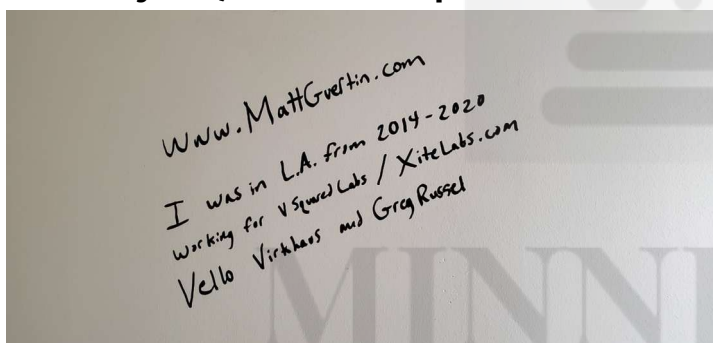 www.MattGuertin.com
I was in L.A. from 2014-2020
working for V Squared Labs / XiteLabs.com
Vello Virkhaus and Greg Russel
MINN